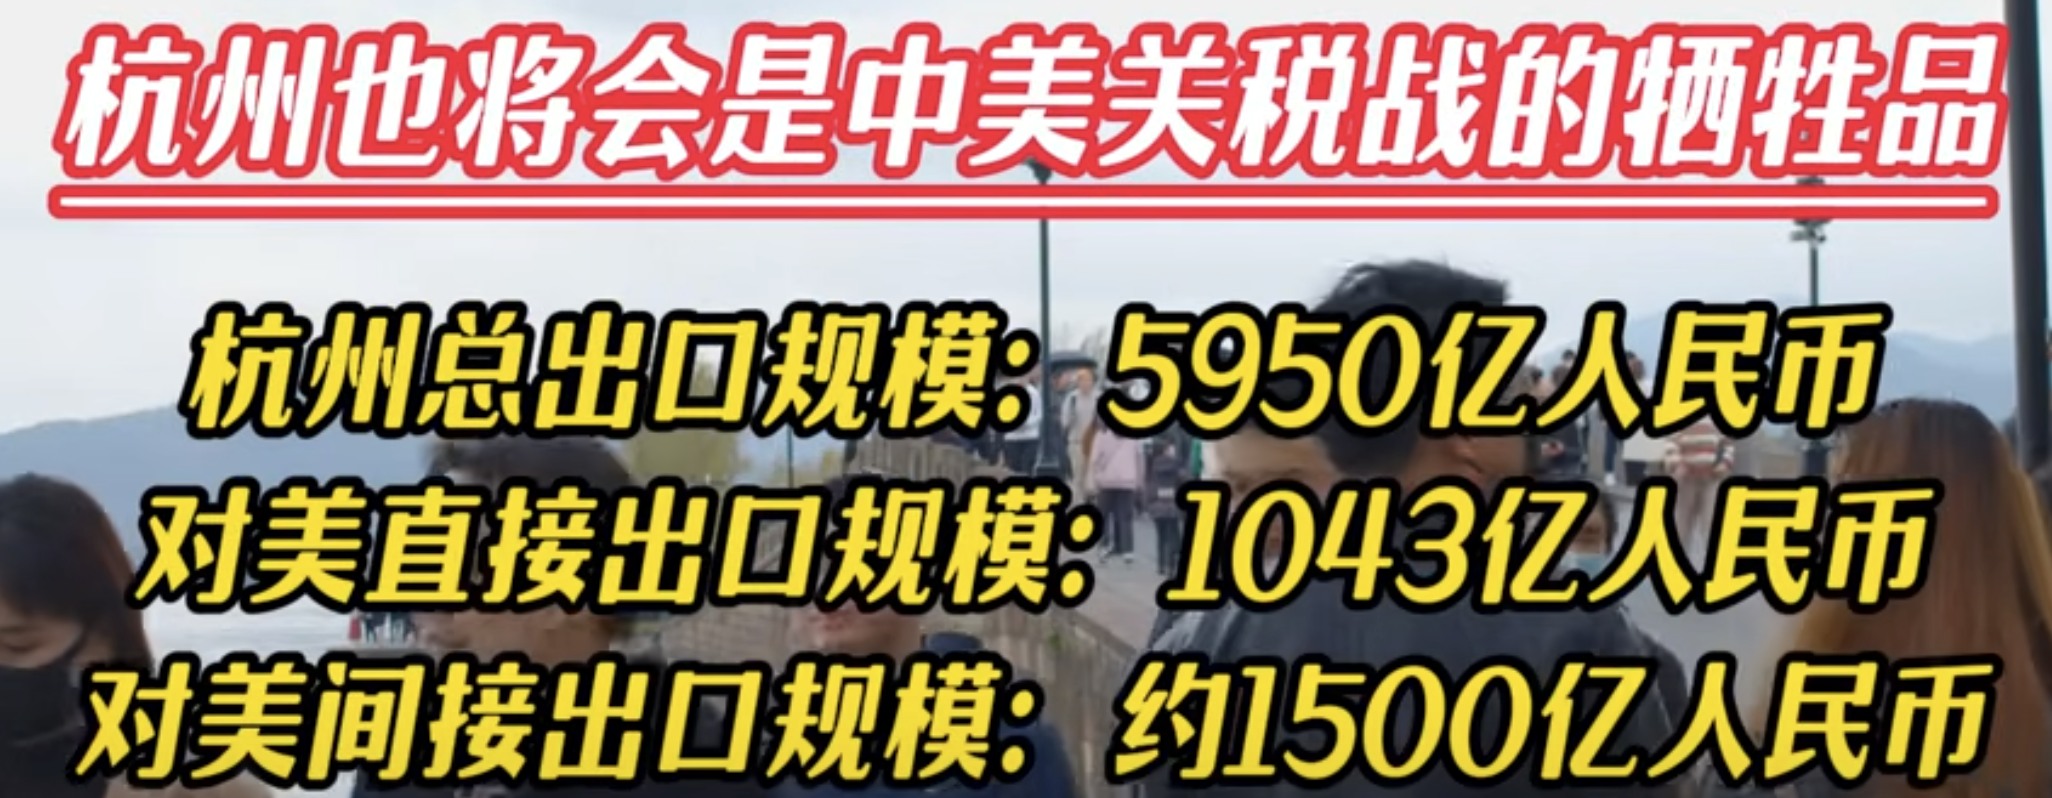 杭州也将会是中美关税战的牺牲品
杭州总出口规模：5950亿人民币
对美直接出口规模：1043亿人民币
对美间接出口规模：约1500亿人民币